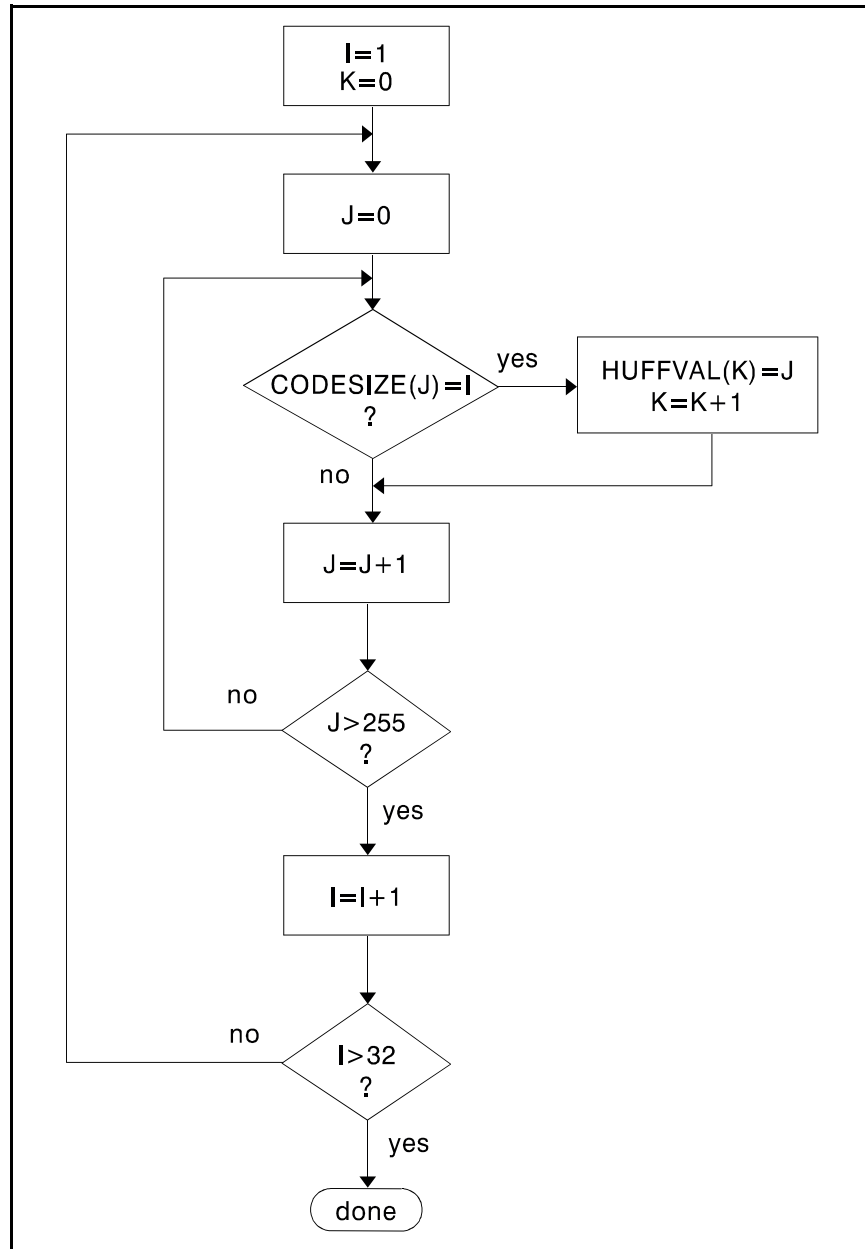 I=1
K=0
J=0
CODESIZE(J)=I
?
yes
HUFFVAL(K)=J
K=K+1
no
J=J+1
no
J>255
?
yes
I=I+1
no
I>32
?
yes
done